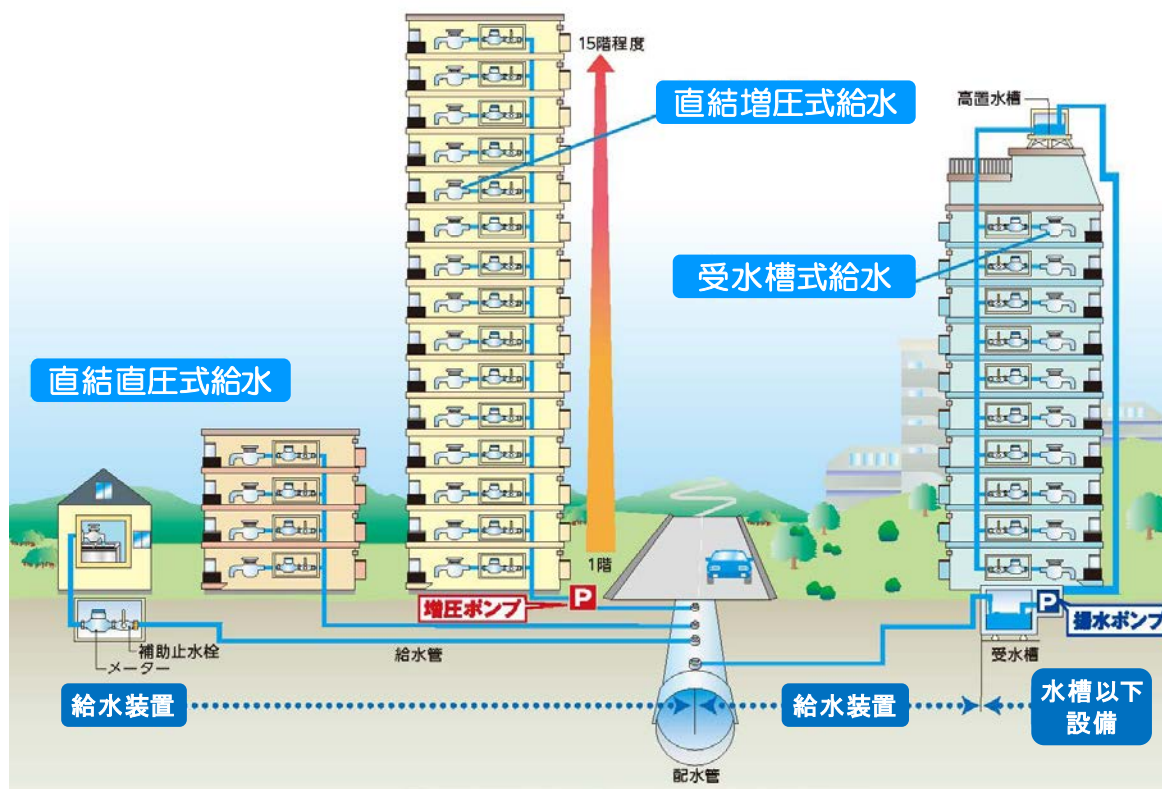 15階程度
直結増圧式給水
高置水槽
受水槽式給水
直結直圧式給水
1階
増圧ポンプ
P
P
揚水ポンプ
補助止水栓
メーター
給水管
受水槽
給水装置
給水装置
水槽以下
設備
配水管